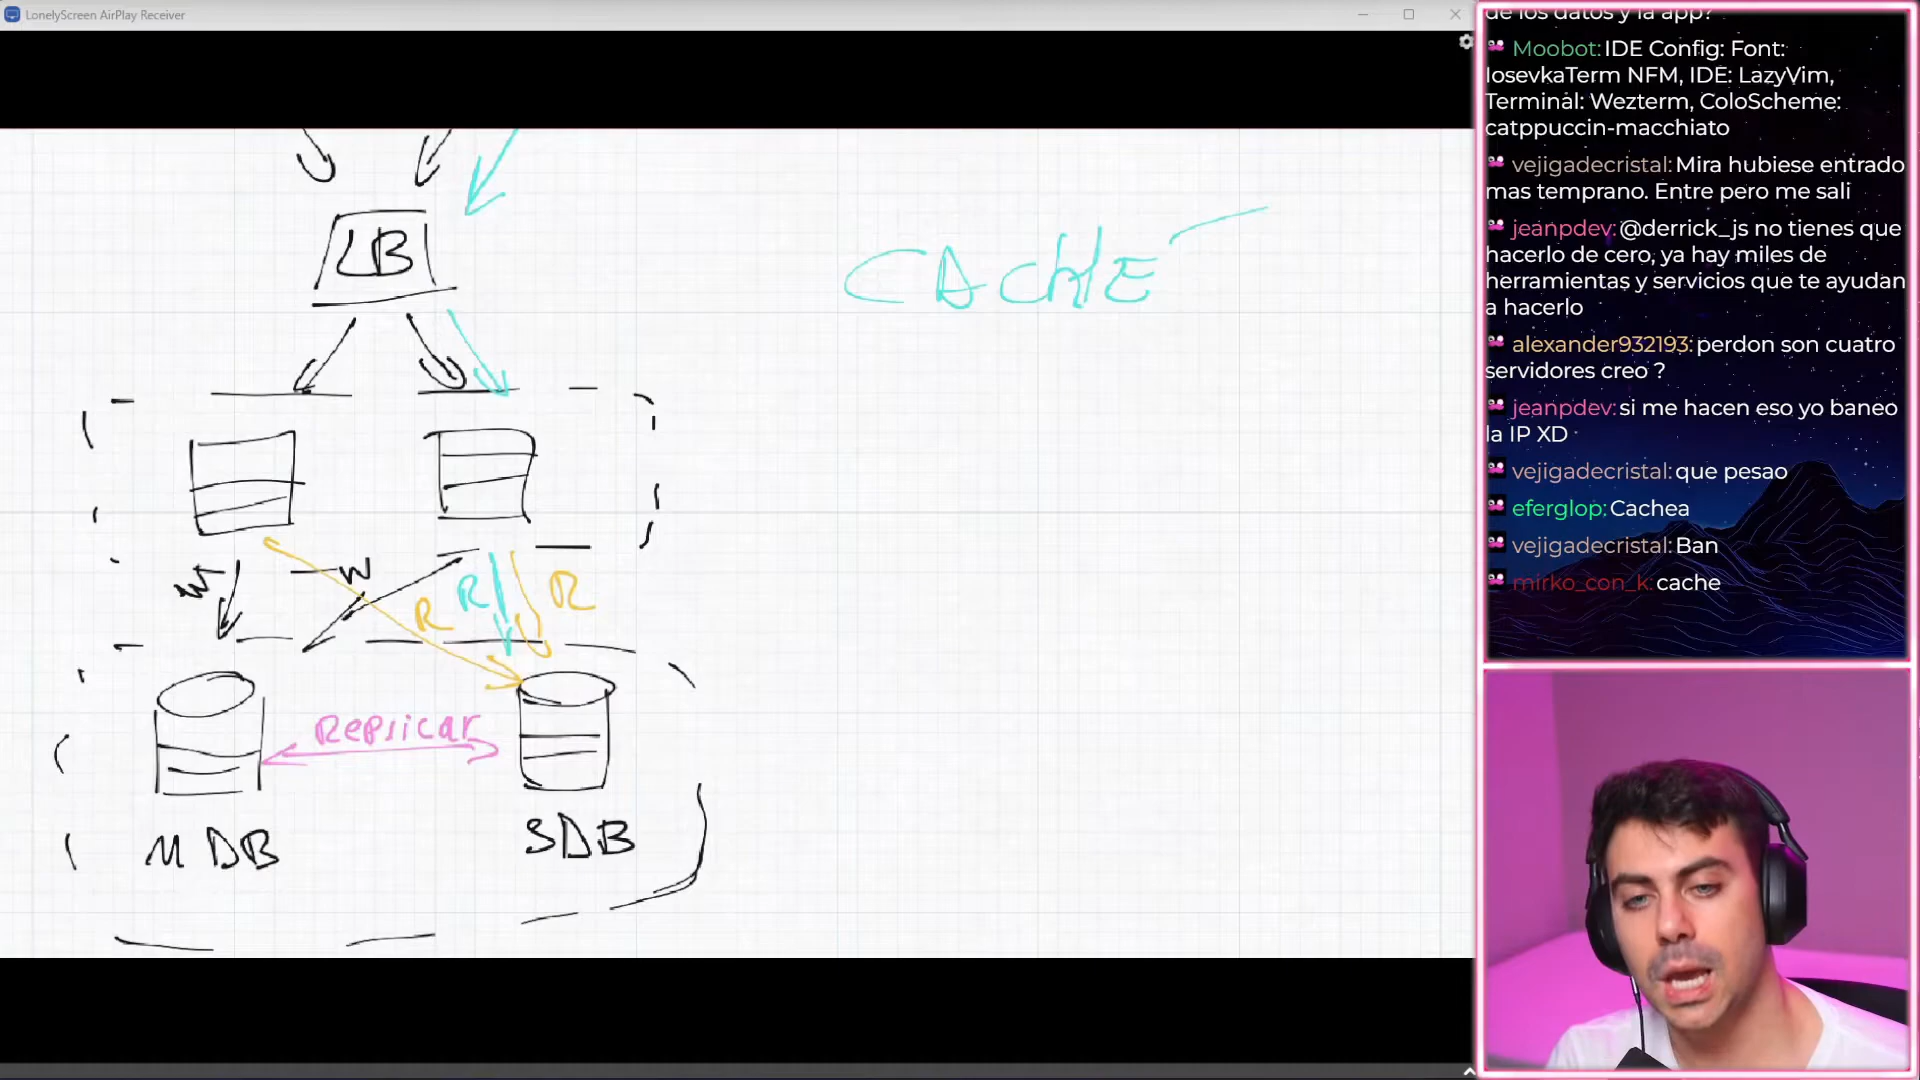 LonelyScreen AirPlay Receiver
LB
CACHE
W
W
R
R
R
Replicar
MDB
SDB
de los datos y la app?
Moobot: IDE Config: Font:
IosevkaTerm NFM, IDE: LazyVim,
Terminal: Wezterm, ColoScheme:
catppuccin-macchiato
vejigadecristal: Mira hubiese entrado
mas temprano. Entre pero me sali
jeanpdev: @derrick_js no tienes que
hacerlo de cero, ya hay miles de
herramientas y servicios que te ayudan
a hacerlo
alexander932193: perdon son cuatro
servidores creo ?
jeanpdev: si me hacen eso yo baneo
la IP XD
vejigadecristal: que pesao
eferglop: Cachea
vejigadecristal: Ban
mirko_con_k: cache